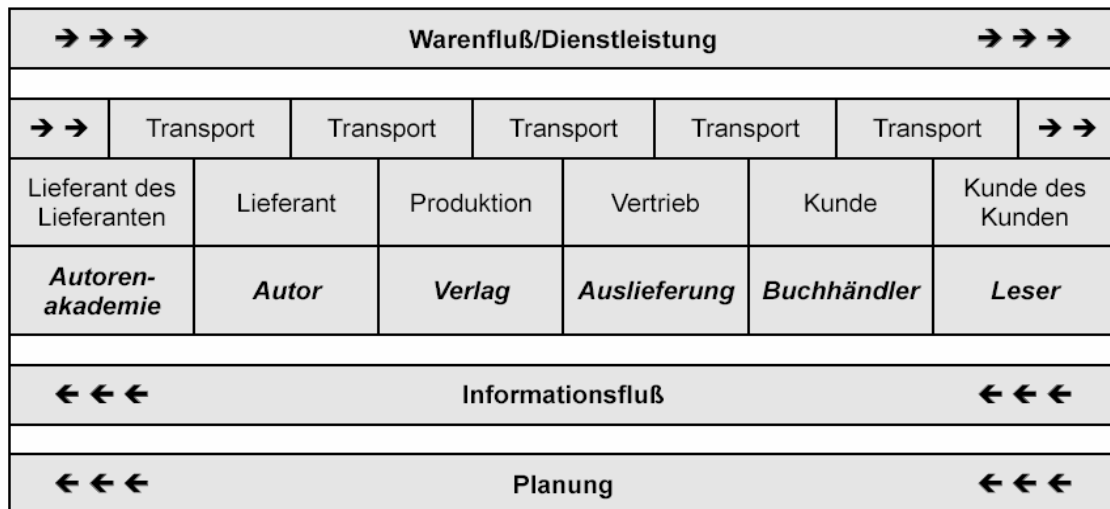 → → → Warenfluß/Dienstleistung → → →
→ → Transport Transport Transport Transport Transport → →
Lieferant des Lieferanten Lieferant Produktion Vertrieb Kunde Kunde des Kunden
Autoren-akademie Autor Verlag Auslieferung Buchhändler Leser
← ← ← Informationsfluß ← ← ←
← ← ← Planung ← ← ←